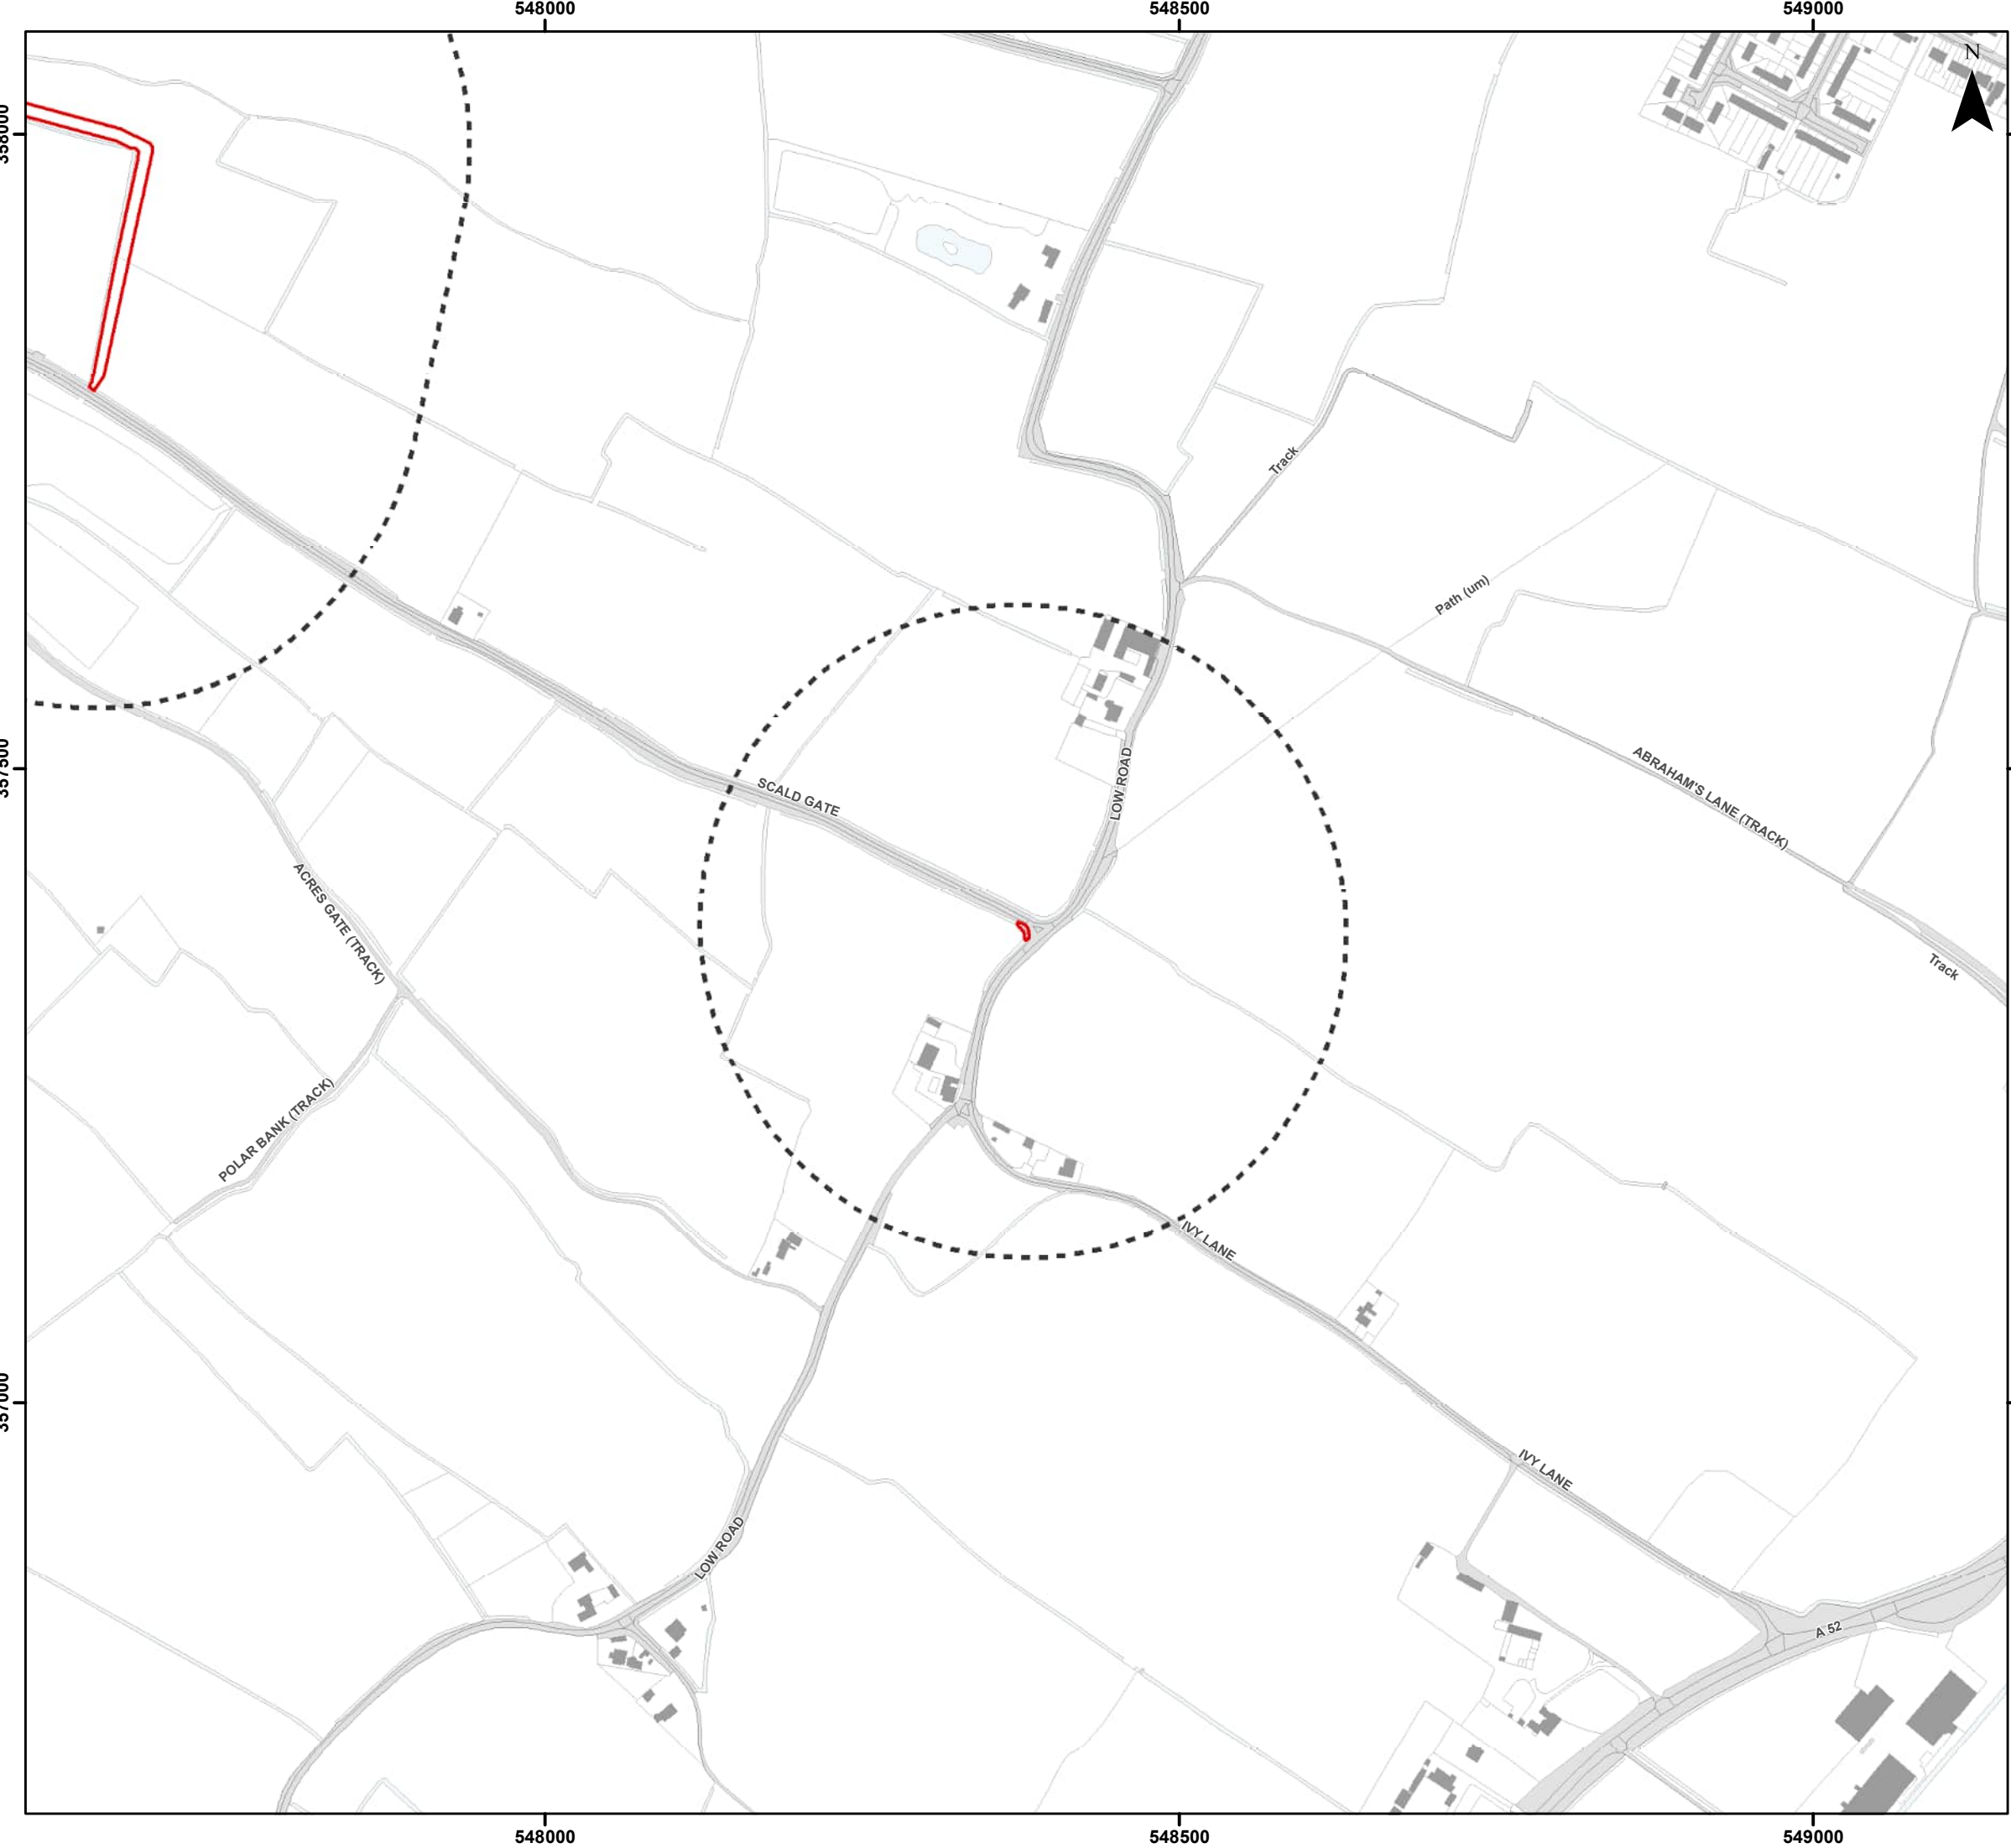 548000
548500
549000
N
358000
Track
Path (um)
357500
LOW ROAD
ABRAHAM'S LANE (TRACK)
SCALD GATE
ACRES GATE (TRACK)
Track
POLAR BANK (TRACK)
IVY LANE
357000
IVY LANE
LOW ROAD
A 52
548000
548500
549000